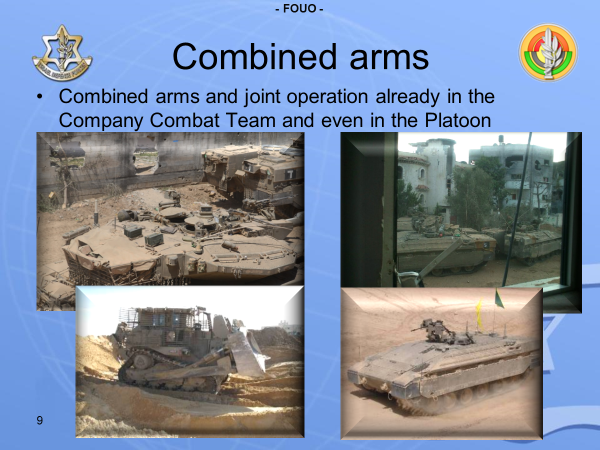 - FOUO -
Combined arms
• Combined arms and joint operation already in the
Company Combat Team and even in the Platoon
9